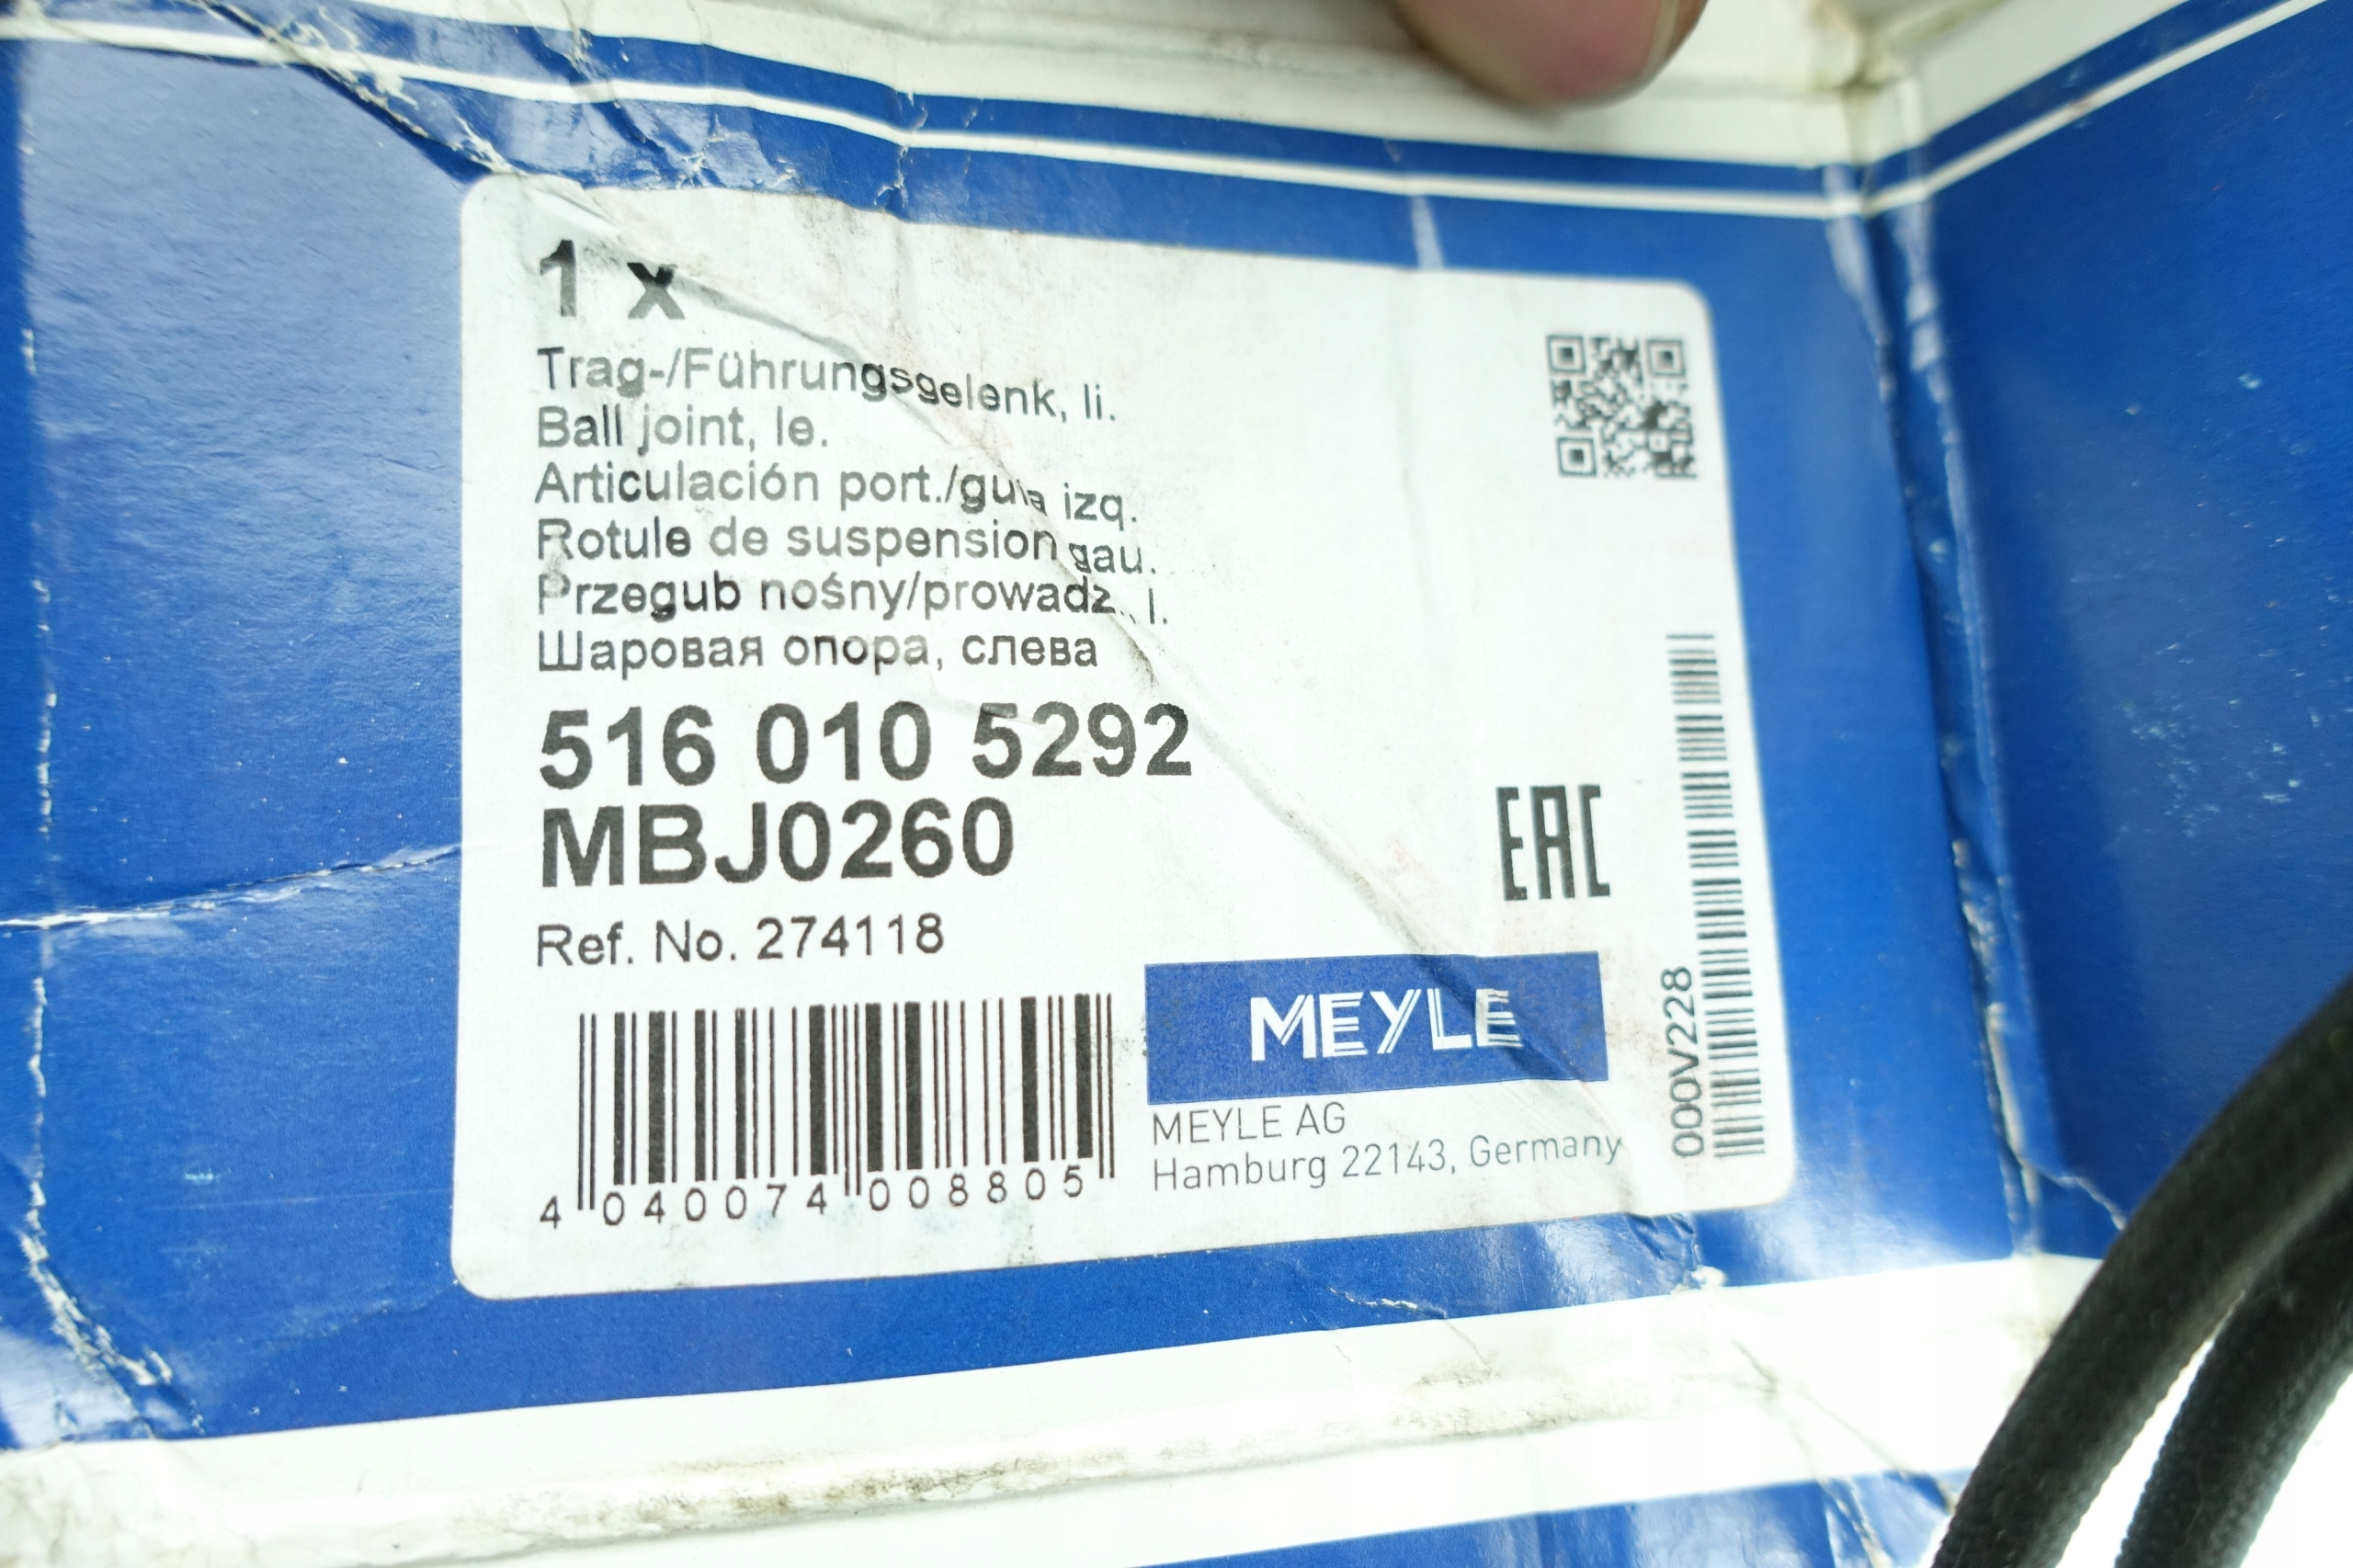 1 x
Trag-/Führungsgelenk, li.
Ball joint, le.
Articulación port./guia izq.
Rotule de suspension gau.
Przegub nośny/prowadz., l.
Шаровая опора, слева
516 010 5292
MBJ0260
Ref. No. 274118
4 040074 008805
EAC
MEYLE
MEYLE AG
Hamburg 22143, Germany
000V228